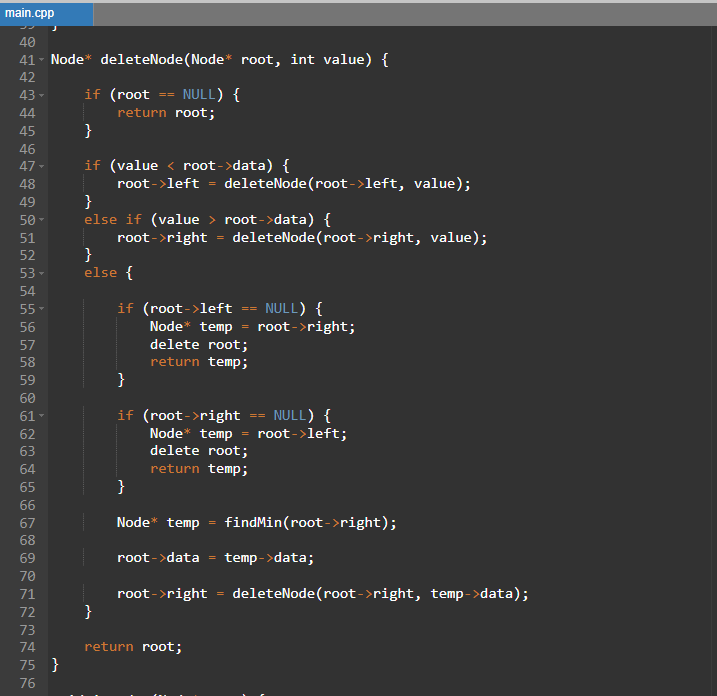 main.cpp
39 }
40
41 Node* deleteNode(Node* root, int value) {
42
43     if (root == NULL) {
44         return root;
45     }
46
47     if (value < root->data) {
48         root->left = deleteNode(root->left, value);
49     }
50     else if (value > root->data) {
51         root->right = deleteNode(root->right, value);
52     }
53     else {
54
55         if (root->left == NULL) {
56             Node* temp = root->right;
57             delete root;
58             return temp;
59         }
60
61         if (root->right == NULL) {
62             Node* temp = root->left;
63             delete root;
64             return temp;
65         }
66
67         Node* temp = findMin(root->right);
68
69         root->data = temp->data;
70
71         root->right = deleteNode(root->right, temp->data);
72     }
73
74     return root;
75 }
76